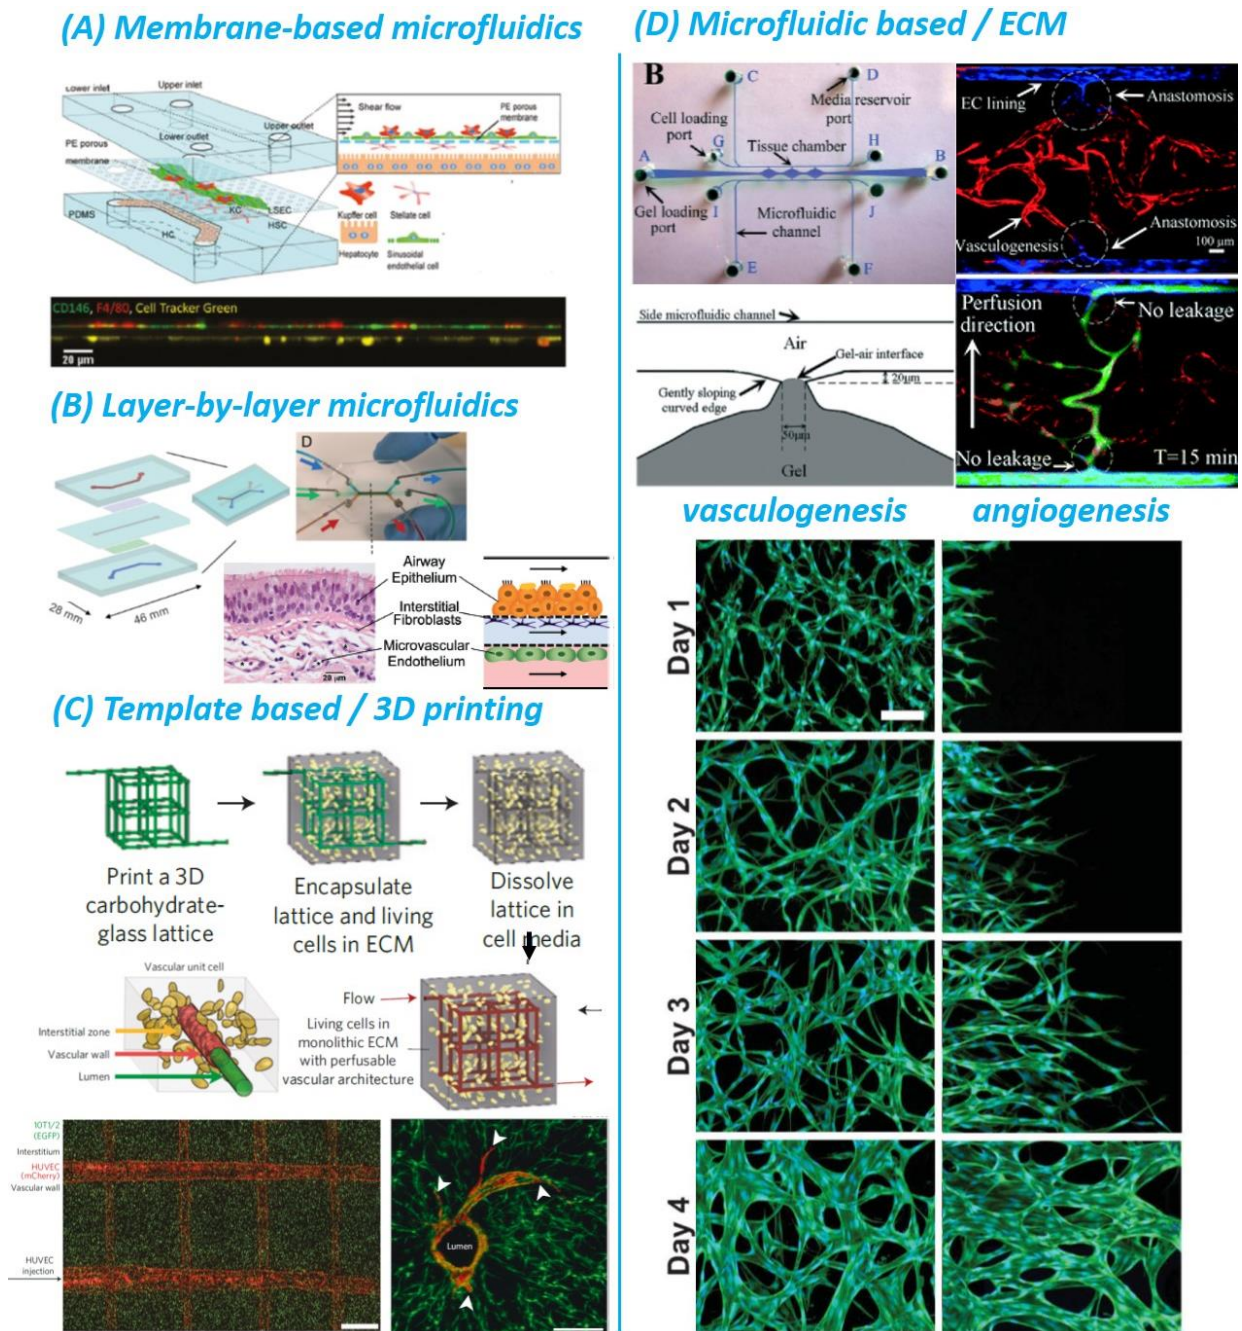 (A) Membrane-based microfluidics
Lower inlet
Upper inlet
Lower outlet
Upper outlet
PE porous
membrane
PDMS
HC
KC
LSEC
HSC
Shear flow
PE porous
membrane
Kupffer cell
Stellate cell
Hepatocyte
Sinusoidal
endothelial cell
CD146, F4/80, Cell Tracker Green
20 µm
(B) Layer-by-layer microfluidics
28 mm
46 mm
D
Airway
Epithelium
Interstitial
Fibroblasts
Microvascular
Endothelium
28 µm
(C) Template based / 3D printing
Print a 3D
carbohydrate-
glass lattice
Encapsulate
lattice and living
cells in ECM
Dissolve
lattice in
cell media
Vascular unit cell
Interstitial zone
Vascular wall
Lumen
Flow
Living cells in
monolithic ECM
with perfusable
vascular architecture
10T1/2
(EGFP)
Interstitium
HUVEC
(mCherry)
Vascular wall
HUVEC
injection
Lumen
(D) Microfluidic based / ECM
B
C
D
Media reservoir
port
Cell loading
port
G
H
Tissue chamber
A
B
I
J
Gel loading
port
Microfluidic
channel
E
F
EC lining
Anastomosis
Vasculogenesis
Anastomosis
100 µm
Side microfluidic channel
Air
Gel-air interface
20µm
Gently sloping
curved edge
50µm
Gel
Perfusion
direction
No leakage
No leakage
T=15 min
vasculogenesis
angiogenesis
Day 1
Day 2
Day 3
Day 4